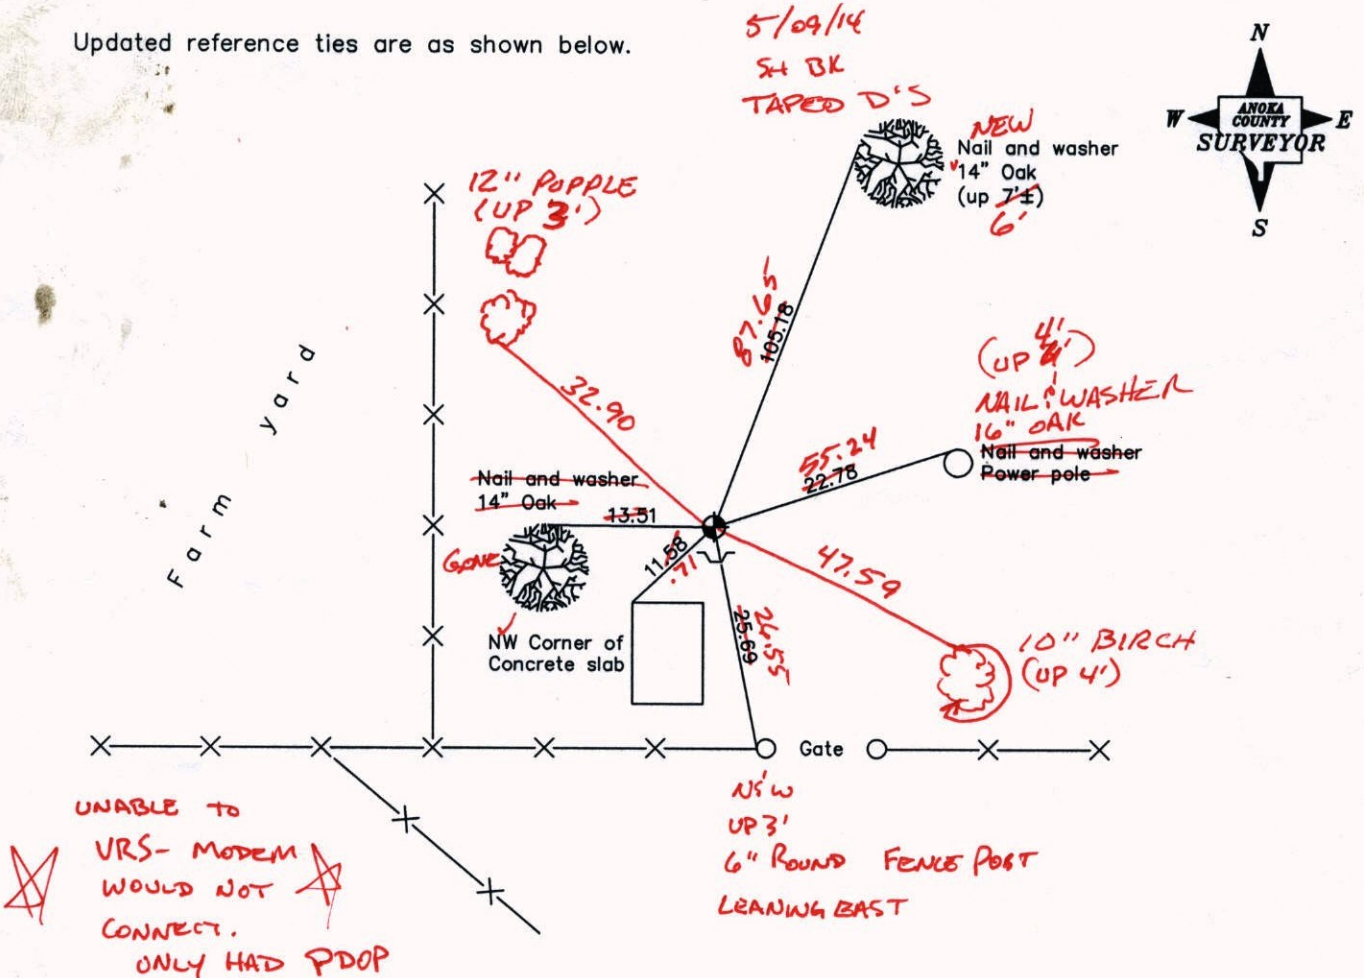 Updated reference ties are as shown below.
5/09/14
SH BK
TAPED D'S
N
W
ANOKA
COUNTY
SURVEYOR
E
S
NEW
Nail and washer
14" Oak
(up 7'±)
6'
12" POPPLE
(UP 3')
87.65
105.18
4'
(UP )
NAIL & WASHER
16" OAK
Nail and washer
Power pole
55.24
22.78
32.90
Farm yard
Nail and washer
14" Oak
13.51
GONE
11.58
.71
47.59
NW Corner of
Concrete slab
25.69
26.55
10" BIRCH
(UP 4')
Gate
N&W
UP 3'
6" ROUND FENCE POST
LEANING EAST
UNABLE TO
VRS- MODEM
WOULD NOT
CONNECT.
ONLY HAD PDOP